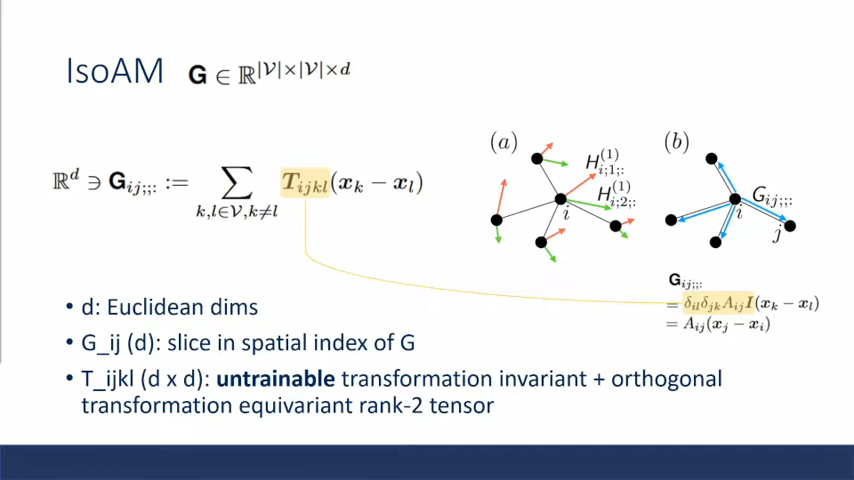 IsoAM G ∈ ℝ^{|𝒱|×|𝒱|×d}
ℝ^d ∋ G_{ij;;:} := ∑_{k,l∈𝒱,k≠l} T_{ijkl}(x_k − x_l)
(a)
H^{(1)}_{i;1;:}
H^{(1)}_{i;2;:}
i
(b)
G_{ij;;:}
i
j
G_{ij;;:}
= δ_{il}δ_{jk}A_{ij}I(x_k − x_l)
= A_{ij}(x_j − x_i)
• d: Euclidean dims
• G_ij (d): slice in spatial index of G
• T_ijkl (d x d): untrainable transformation invariant + orthogonal
transformation equivariant rank-2 tensor